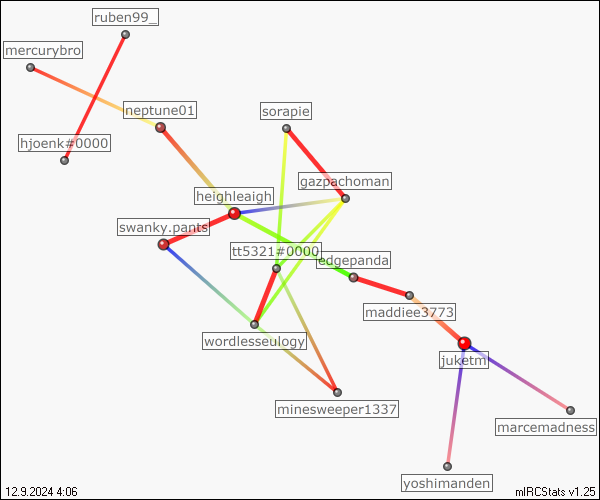 ruben99_
mercurybro
neptune01
sorapie
hjoenk#0000
gazpachoman
heighleaigh
swanky.pants
tt5321#0000
edgepanda
maddiee3773
wordlesseulogy
juketm
minesweeper1337
marcemadness
yoshimanden
12.9.2024 4:06
mIRCStats v1.25